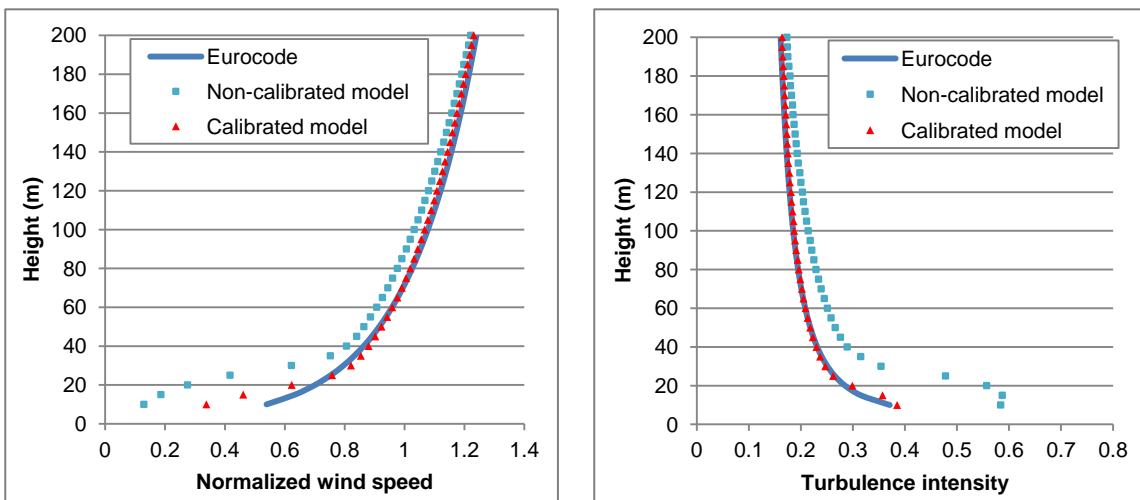 200
180
160
140
120
100
80
60
40
20
0
Height (m)
Eurocode
Non-calibrated model
Calibrated model
0 0.2 0.4 0.6 0.8 1 1.2 1.4
Normalized wind speed
200
180
160
140
120
100
80
60
40
20
0
Height (m)
Eurocode
Non-calibrated model
Calibrated model
0 0.1 0.2 0.3 0.4 0.5 0.6 0.7 0.8
Turbulence intensity